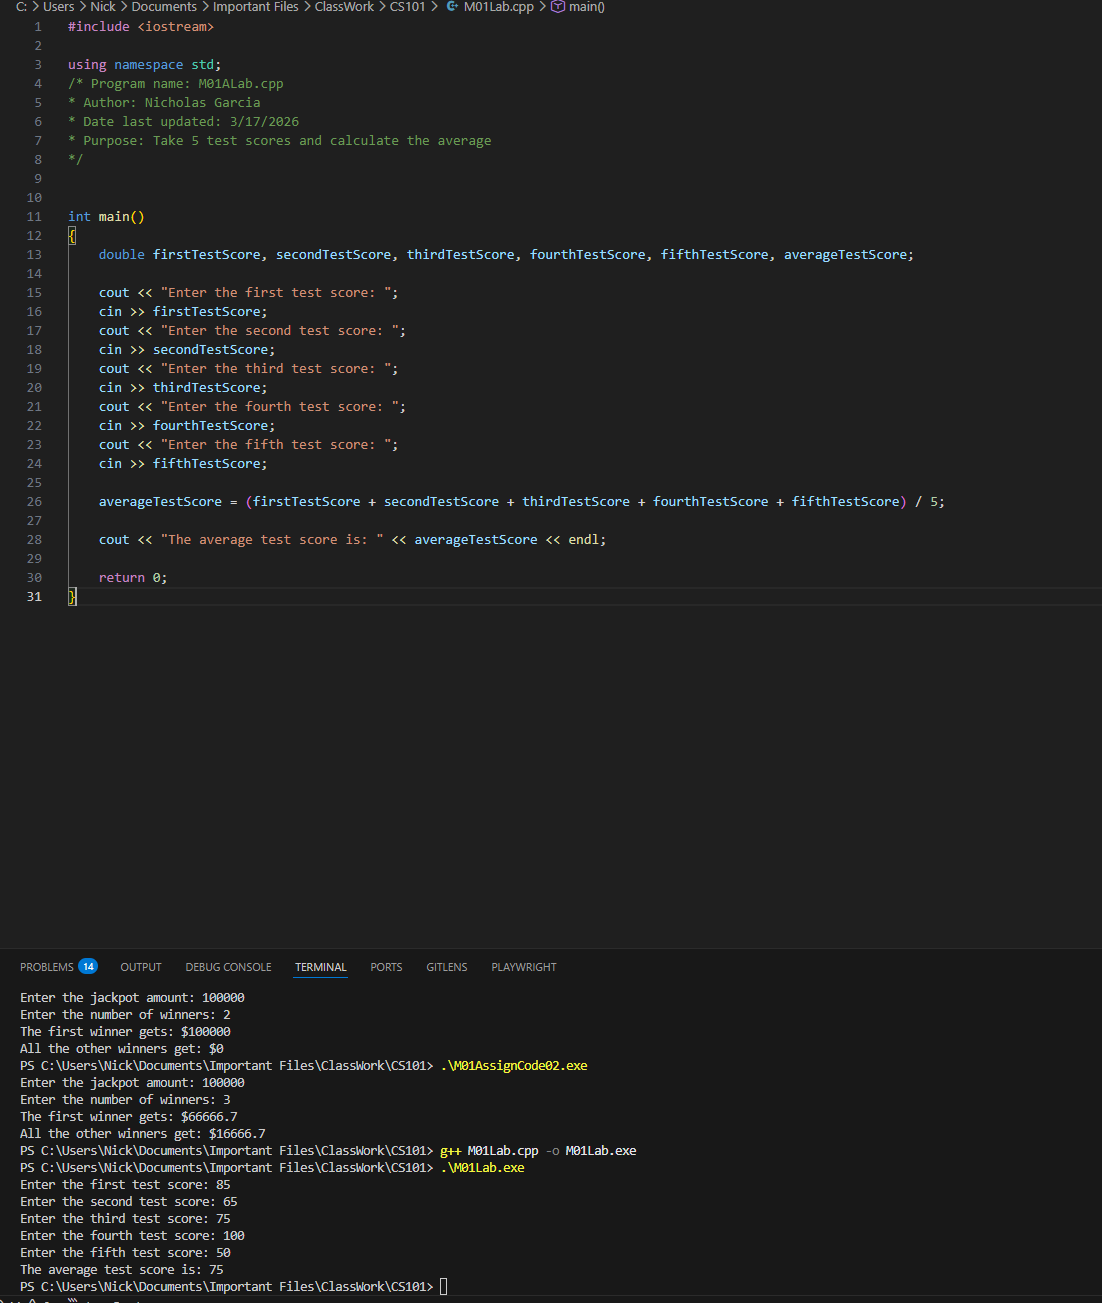 C: > Users > Nick > Documents > Important Files > ClassWork > CS101 > M01Lab.cpp > main()
1 #include <iostream>
2
3 using namespace std;
4 /* Program name: M01ALab.cpp
5 * Author: Nicholas Garcia
6 * Date last updated: 3/17/2026
7 * Purpose: Take 5 test scores and calculate the average
8 */
9
10
11 int main()
12 {
13     double firstTestScore, secondTestScore, thirdTestScore, fourthTestScore, fifthTestScore, averageTestScore;
14
15     cout << "Enter the first test score: ";
16     cin >> firstTestScore;
17     cout << "Enter the second test score: ";
18     cin >> secondTestScore;
19     cout << "Enter the third test score: ";
20     cin >> thirdTestScore;
21     cout << "Enter the fourth test score: ";
22     cin >> fourthTestScore;
23     cout << "Enter the fifth test score: ";
24     cin >> fifthTestScore;
25
26     averageTestScore = (firstTestScore + secondTestScore + thirdTestScore + fourthTestScore + fifthTestScore) / 5;
27
28     cout << "The average test score is: " << averageTestScore << endl;
29
30     return 0;
31 }
PROBLEMS 14 OUTPUT DEBUG CONSOLE TERMINAL PORTS GITLENS PLAYWRIGHT
Enter the jackpot amount: 100000
Enter the number of winners: 2
The first winner gets: $100000
All the other winners get: $0
PS C:\Users\Nick\Documents\Important Files\ClassWork\CS101> .\M01AssignCode02.exe
Enter the jackpot amount: 100000
Enter the number of winners: 3
The first winner gets: $66666.7
All the other winners get: $16666.7
PS C:\Users\Nick\Documents\Important Files\ClassWork\CS101> g++ M01Lab.cpp -o M01Lab.exe
PS C:\Users\Nick\Documents\Important Files\ClassWork\CS101> .\M01Lab.exe
Enter the first test score: 85
Enter the second test score: 65
Enter the third test score: 75
Enter the fourth test score: 100
Enter the fifth test score: 50
The average test score is: 75
PS C:\Users\Nick\Documents\Important Files\ClassWork\CS101>